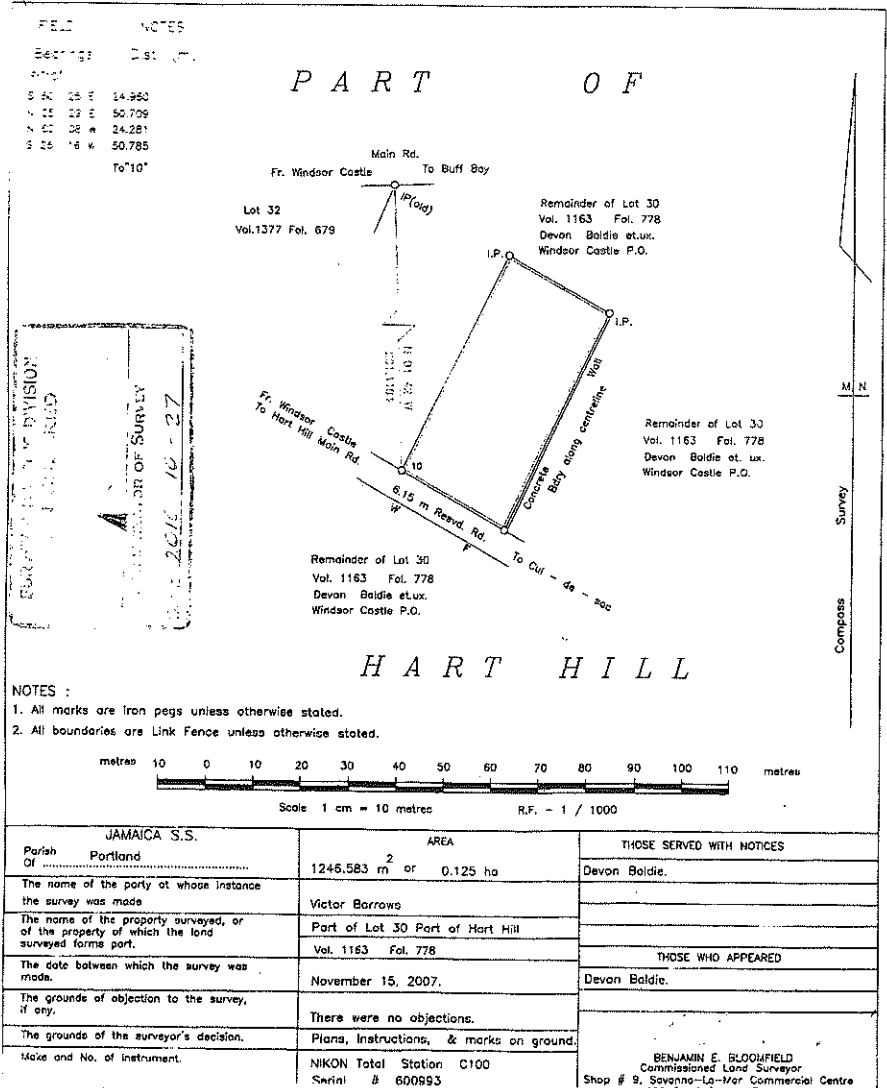 FIELD NOTES
Bearings Dist. (m.)
S 60 25 E 24.950
N 25 29 E 50.709
24.281
S 25 16 W 50.785
To"10"
PART OF
Main Rd.
Fr. Windsor Castle To Buff Bay
IP(old)
Lot 32
Vol.1377 Fol. 679
Remainder of Lot 30
Vol. 1163 Fol. 778
Devon Baldie et.ux.
Windsor Castle P.O.
I.P.
I.P.
DIVISION
OF SURVEY
2016 - 10 - 27
M N
Fr. Windsor Castle
To Hart Hill Main Rd.
10
Concrete Wall
Bdry along centreline
Remainder of Lot 30
Vol. 1163 Fol. 778
Devon Baldie et. ux.
Windsor Castle P.O.
6.15 m Resvd. Rd.
W F
To Cul - de - sac
Compass Survey
Remainder of Lot 30
Vol. 1163 Fol. 778
Devon Baldie et.ux.
Windsor Castle P.O.
HART HILL
NOTES :
1. All marks are iron pegs unless otherwise stated.
2. All boundaries are Link Fence unless otherwise stated.
metres 10 0 10 20 30 40 50 60 70 80 90 100 110 metres
Scale 1 cm = 10 metres R.F. - 1 / 1000
JAMAICA S.S.
Parish Of Portland
AREA
1246.583 m2 or 0.125 ha
THOSE SERVED WITH NOTICES
Devon Baldie.
The name of the party at whose instance
the survey was made
Victor Barrows
The name of the property surveyed, or
of the property of which the land
surveyed forms part.
Part of Lot 30 Part of Hart Hill
Vol. 1163 Fol. 778
The date between which the survey was
made.
November 15, 2007.
THOSE WHO APPEARED
Devon Baldie.
The grounds of objection to the survey,
if any.
There were no objections.
The grounds of the surveyor's decision.
Plans, Instructions, & marks on ground.
Make and No. of instrument.
NIKON Total Station C100
Serial # 600993
BENJAMIN E. BLOOMFIELD
Commissioned Land Surveyor
Shop # 9, Savanna-La-Mar Commercial Centre